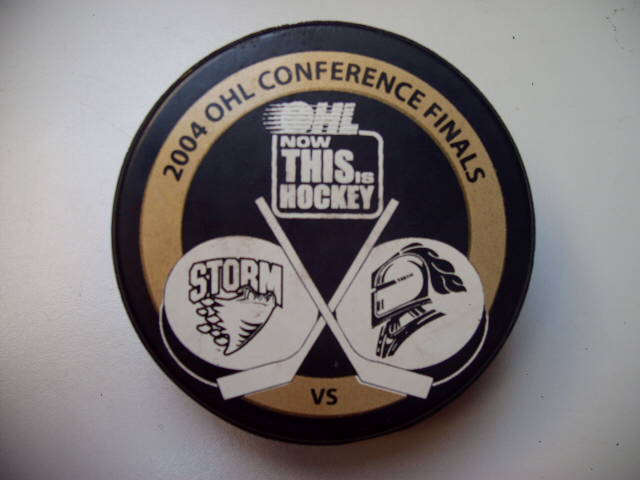 2004 OHL CONFERENCE FINALS
OHL
NOW
THIS IS
HOCKEY
STORM
VS